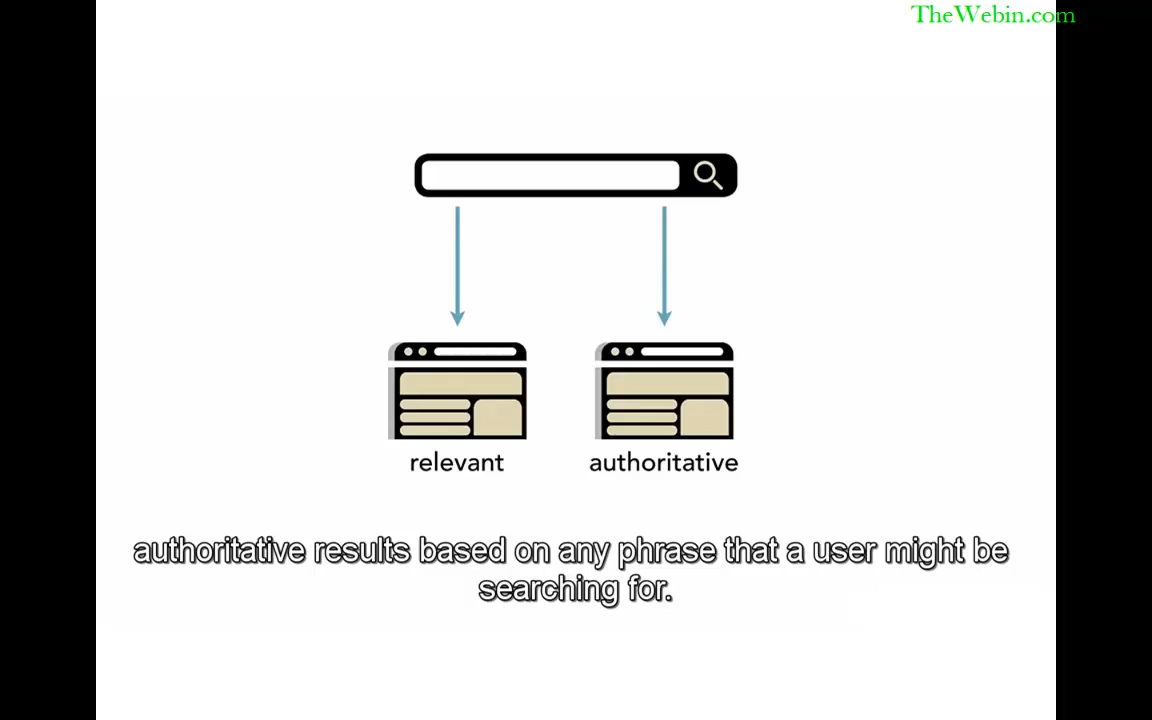 TheWebin.com
relevant
authoritative
authoritative results based on any phrase that a user might be
searching for.